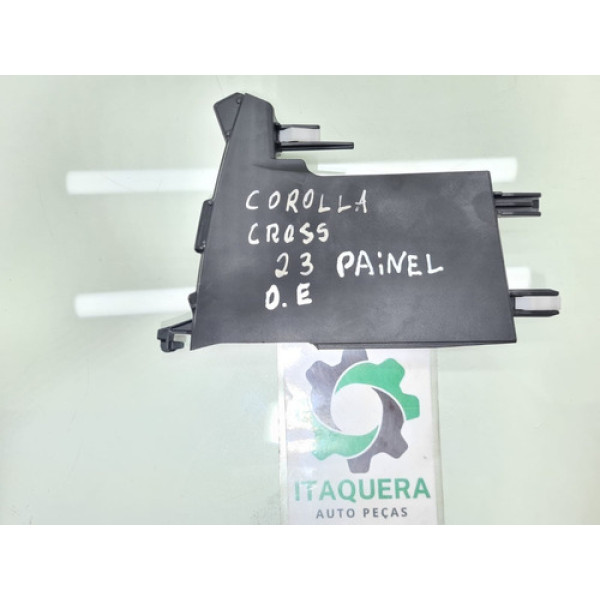 COROLLA
CROSS
23 PAINEL
D.E
ITAQUERA
AUTO PEÇAS